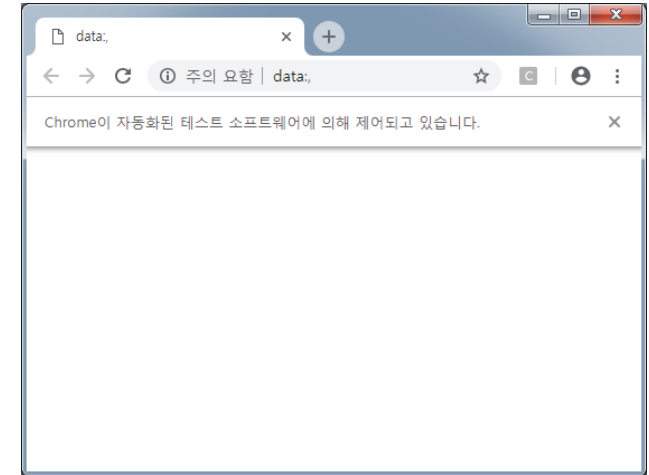 data:,
주의 요함 data:, C
Chrome이 자동화된 테스트 소프트웨어에 의해 제어되고 있습니다.